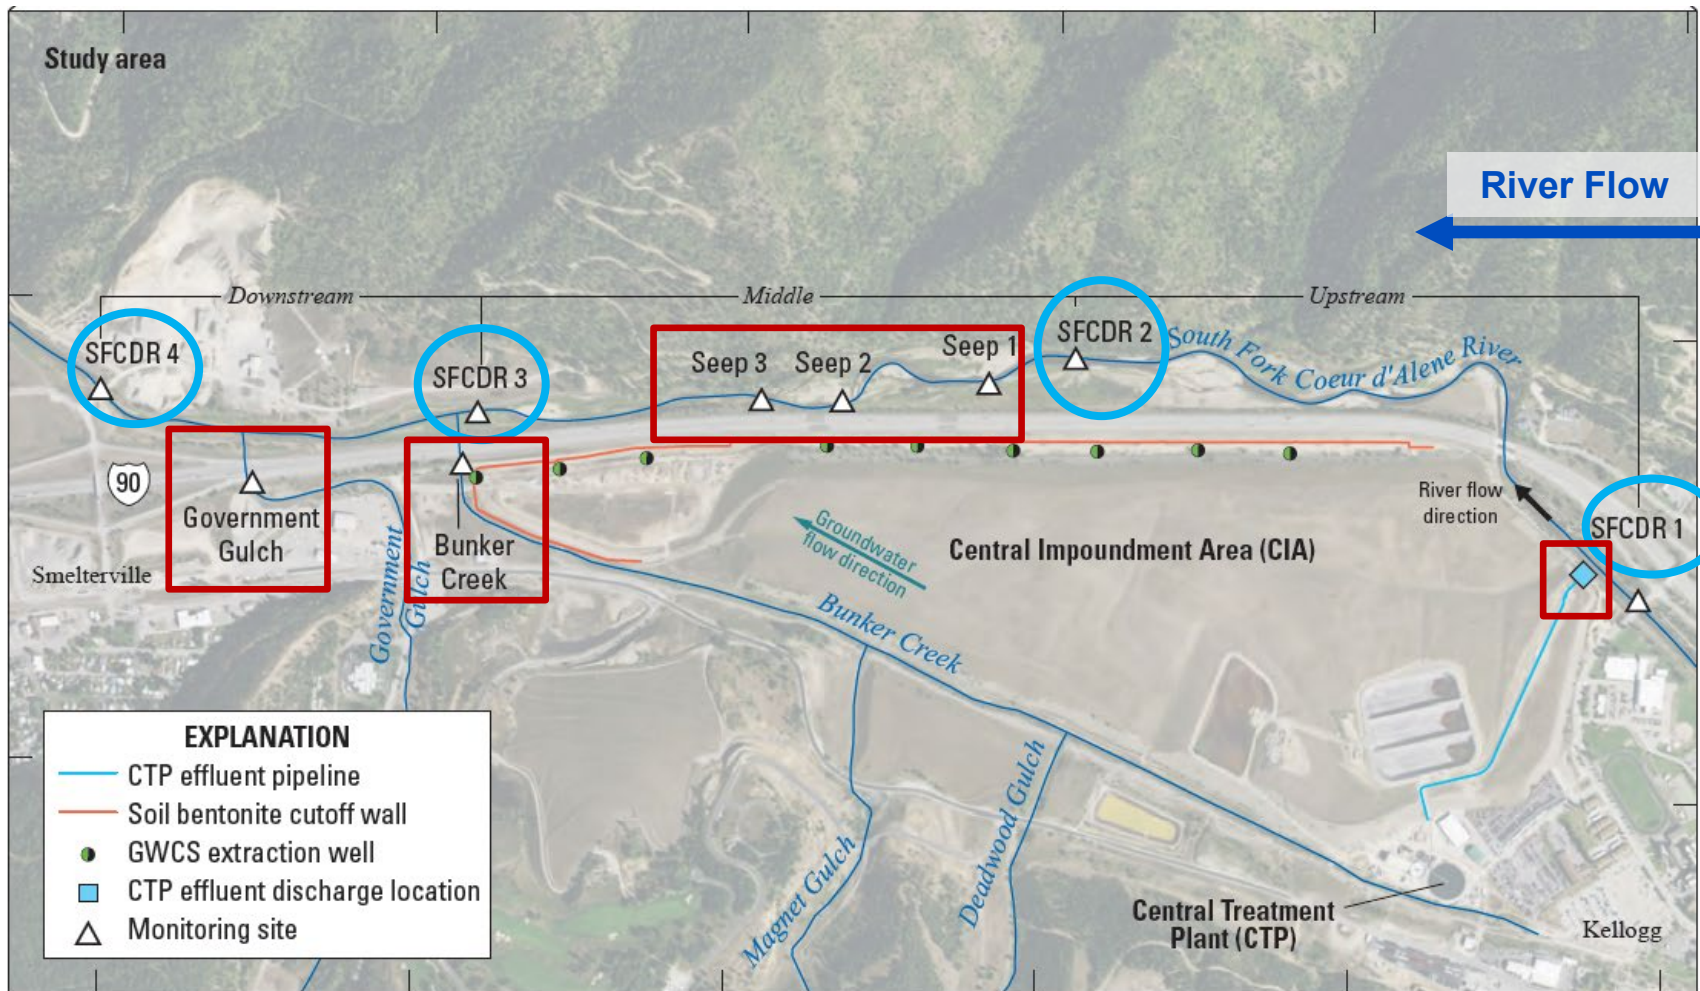 Study area
River Flow
Downstream
Middle
Upstream
SFCDR 4
SFCDR 3
Seep 3
Seep 2
Seep 1
SFCDR 2
South Fork Coeur d'Alene River
90
Government
Gulch
Smelterville
Government
Gulch
Bunker
Creek
Groundwater
flow direction
Central Impoundment Area (CIA)
River flow
direction
SFCDR 1
Bunker Creek
Magnet Gulch
Deadwood Gulch
Central Treatment
Plant (CTP)
Kellogg
EXPLANATION
CTP effluent pipeline
Soil bentonite cutoff wall
GWCS extraction well
CTP effluent discharge location
Monitoring site